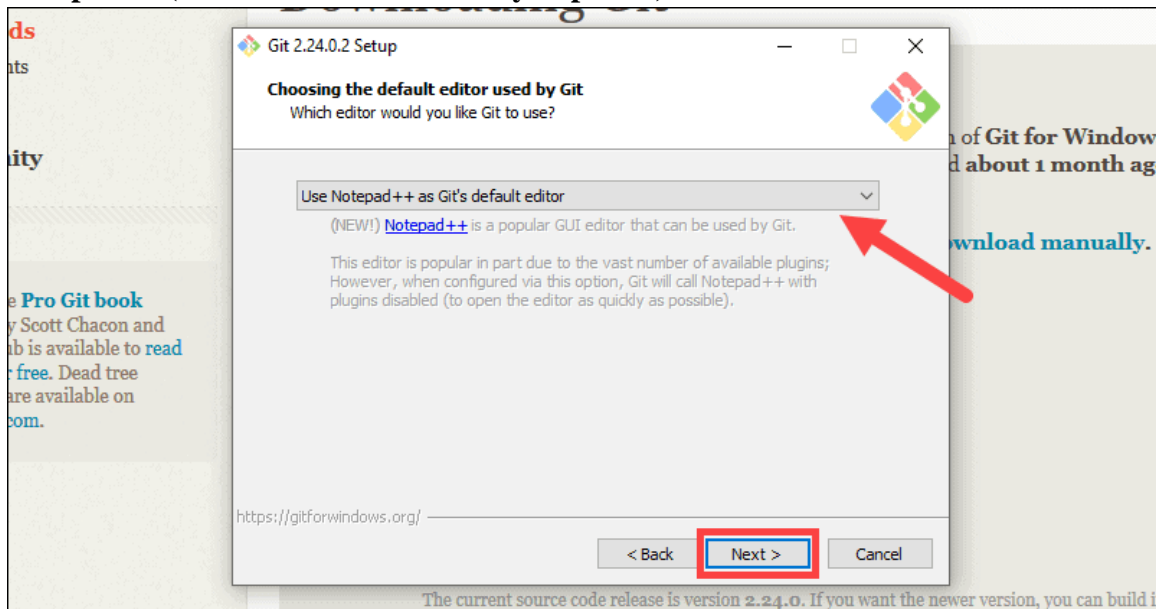 Downloading Git
ds
nts
ity
Git 2.24.0.2 Setup
Choosing the default editor used by Git
Which editor would you like Git to use?
of Git for Window
d about 1 month ag
Use Notepad++ as Git's default editor
(NEW!) Notepad++ is a popular GUI editor that can be used by Git.
This editor is popular in part due to the vast number of available plugins;
However, when configured via this option, Git will call Notepad++ with
plugins disabled (to open the editor as quickly as possible).
wnload manually.
e Pro Git book
y Scott Chacon and
ub is available to read
r free. Dead tree
are available on
com.
https://gitforwindows.org/
< Back
Next >
Cancel
The current source code release is version 2.24.0. If you want the newer version, you can build i